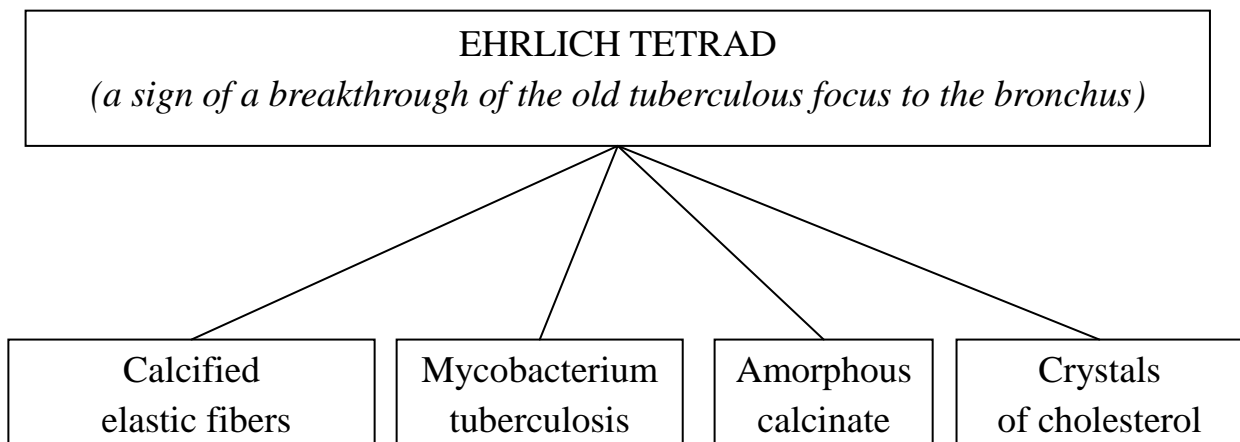 EHRLICH TETRAD
(a sign of a breakthrough of the old tuberculous focus to the bronchus)
Calcified
elastic fibers
Mycobacterium
tuberculosis
Amorphous
calcinate
Crystals
of cholesterol